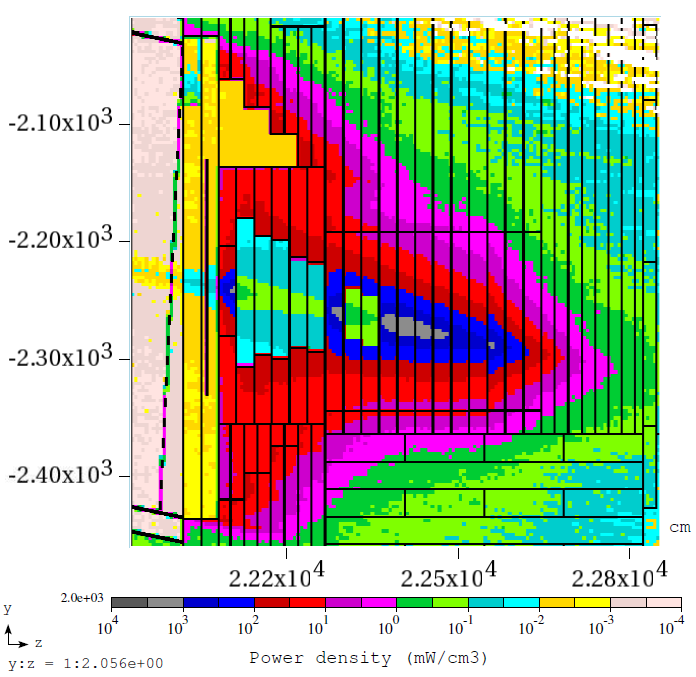 -2.10x10³
-2.20x10³
-2.30x10³
-2.40x10³
cm
2.22x10⁴ 2.25x10⁴ 2.28x10⁴
2.0e+03
10⁴ 10³ 10² 10¹ 10⁰ 10⁻¹ 10⁻² 10⁻³ 10⁻⁴
y
z
Power density (mW/cm3)
y:z = 1:2.056e+00